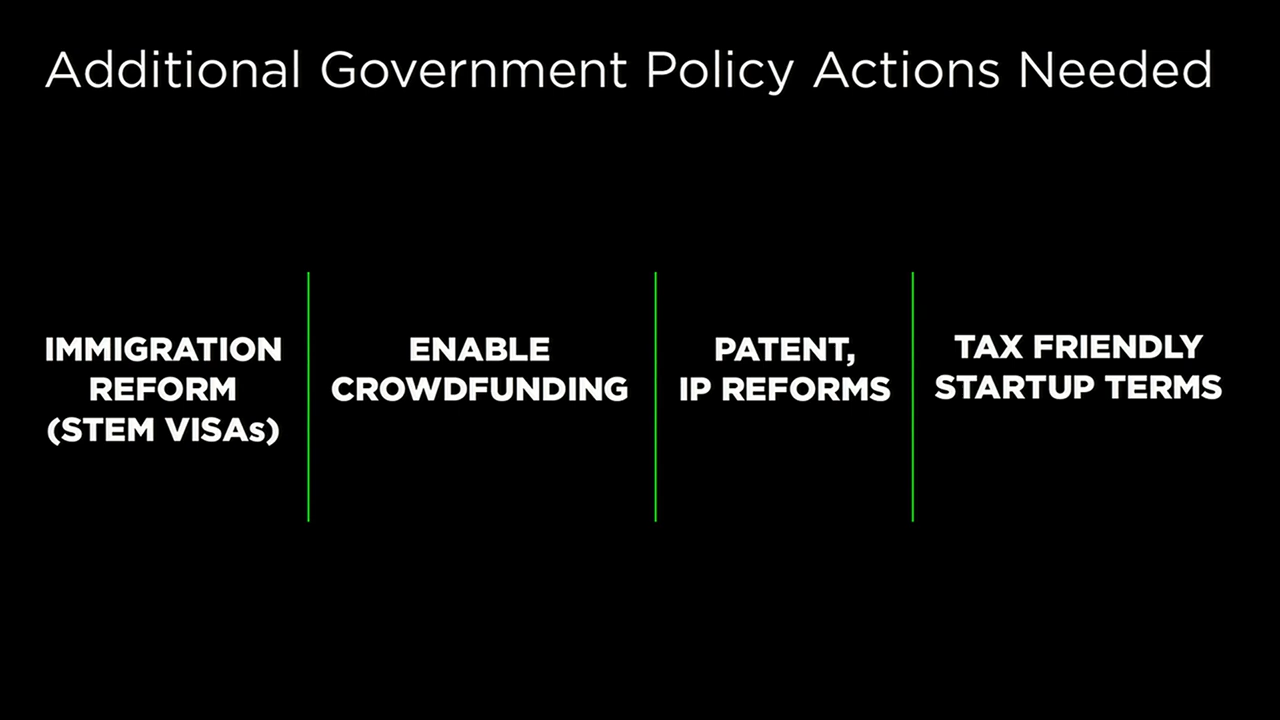 Additional Government Policy Actions Needed
IMMIGRATION
REFORM
(STEM VISAs)
ENABLE
CROWDFUNDING
PATENT,
IP REFORMS
TAX FRIENDLY
STARTUP TERMS